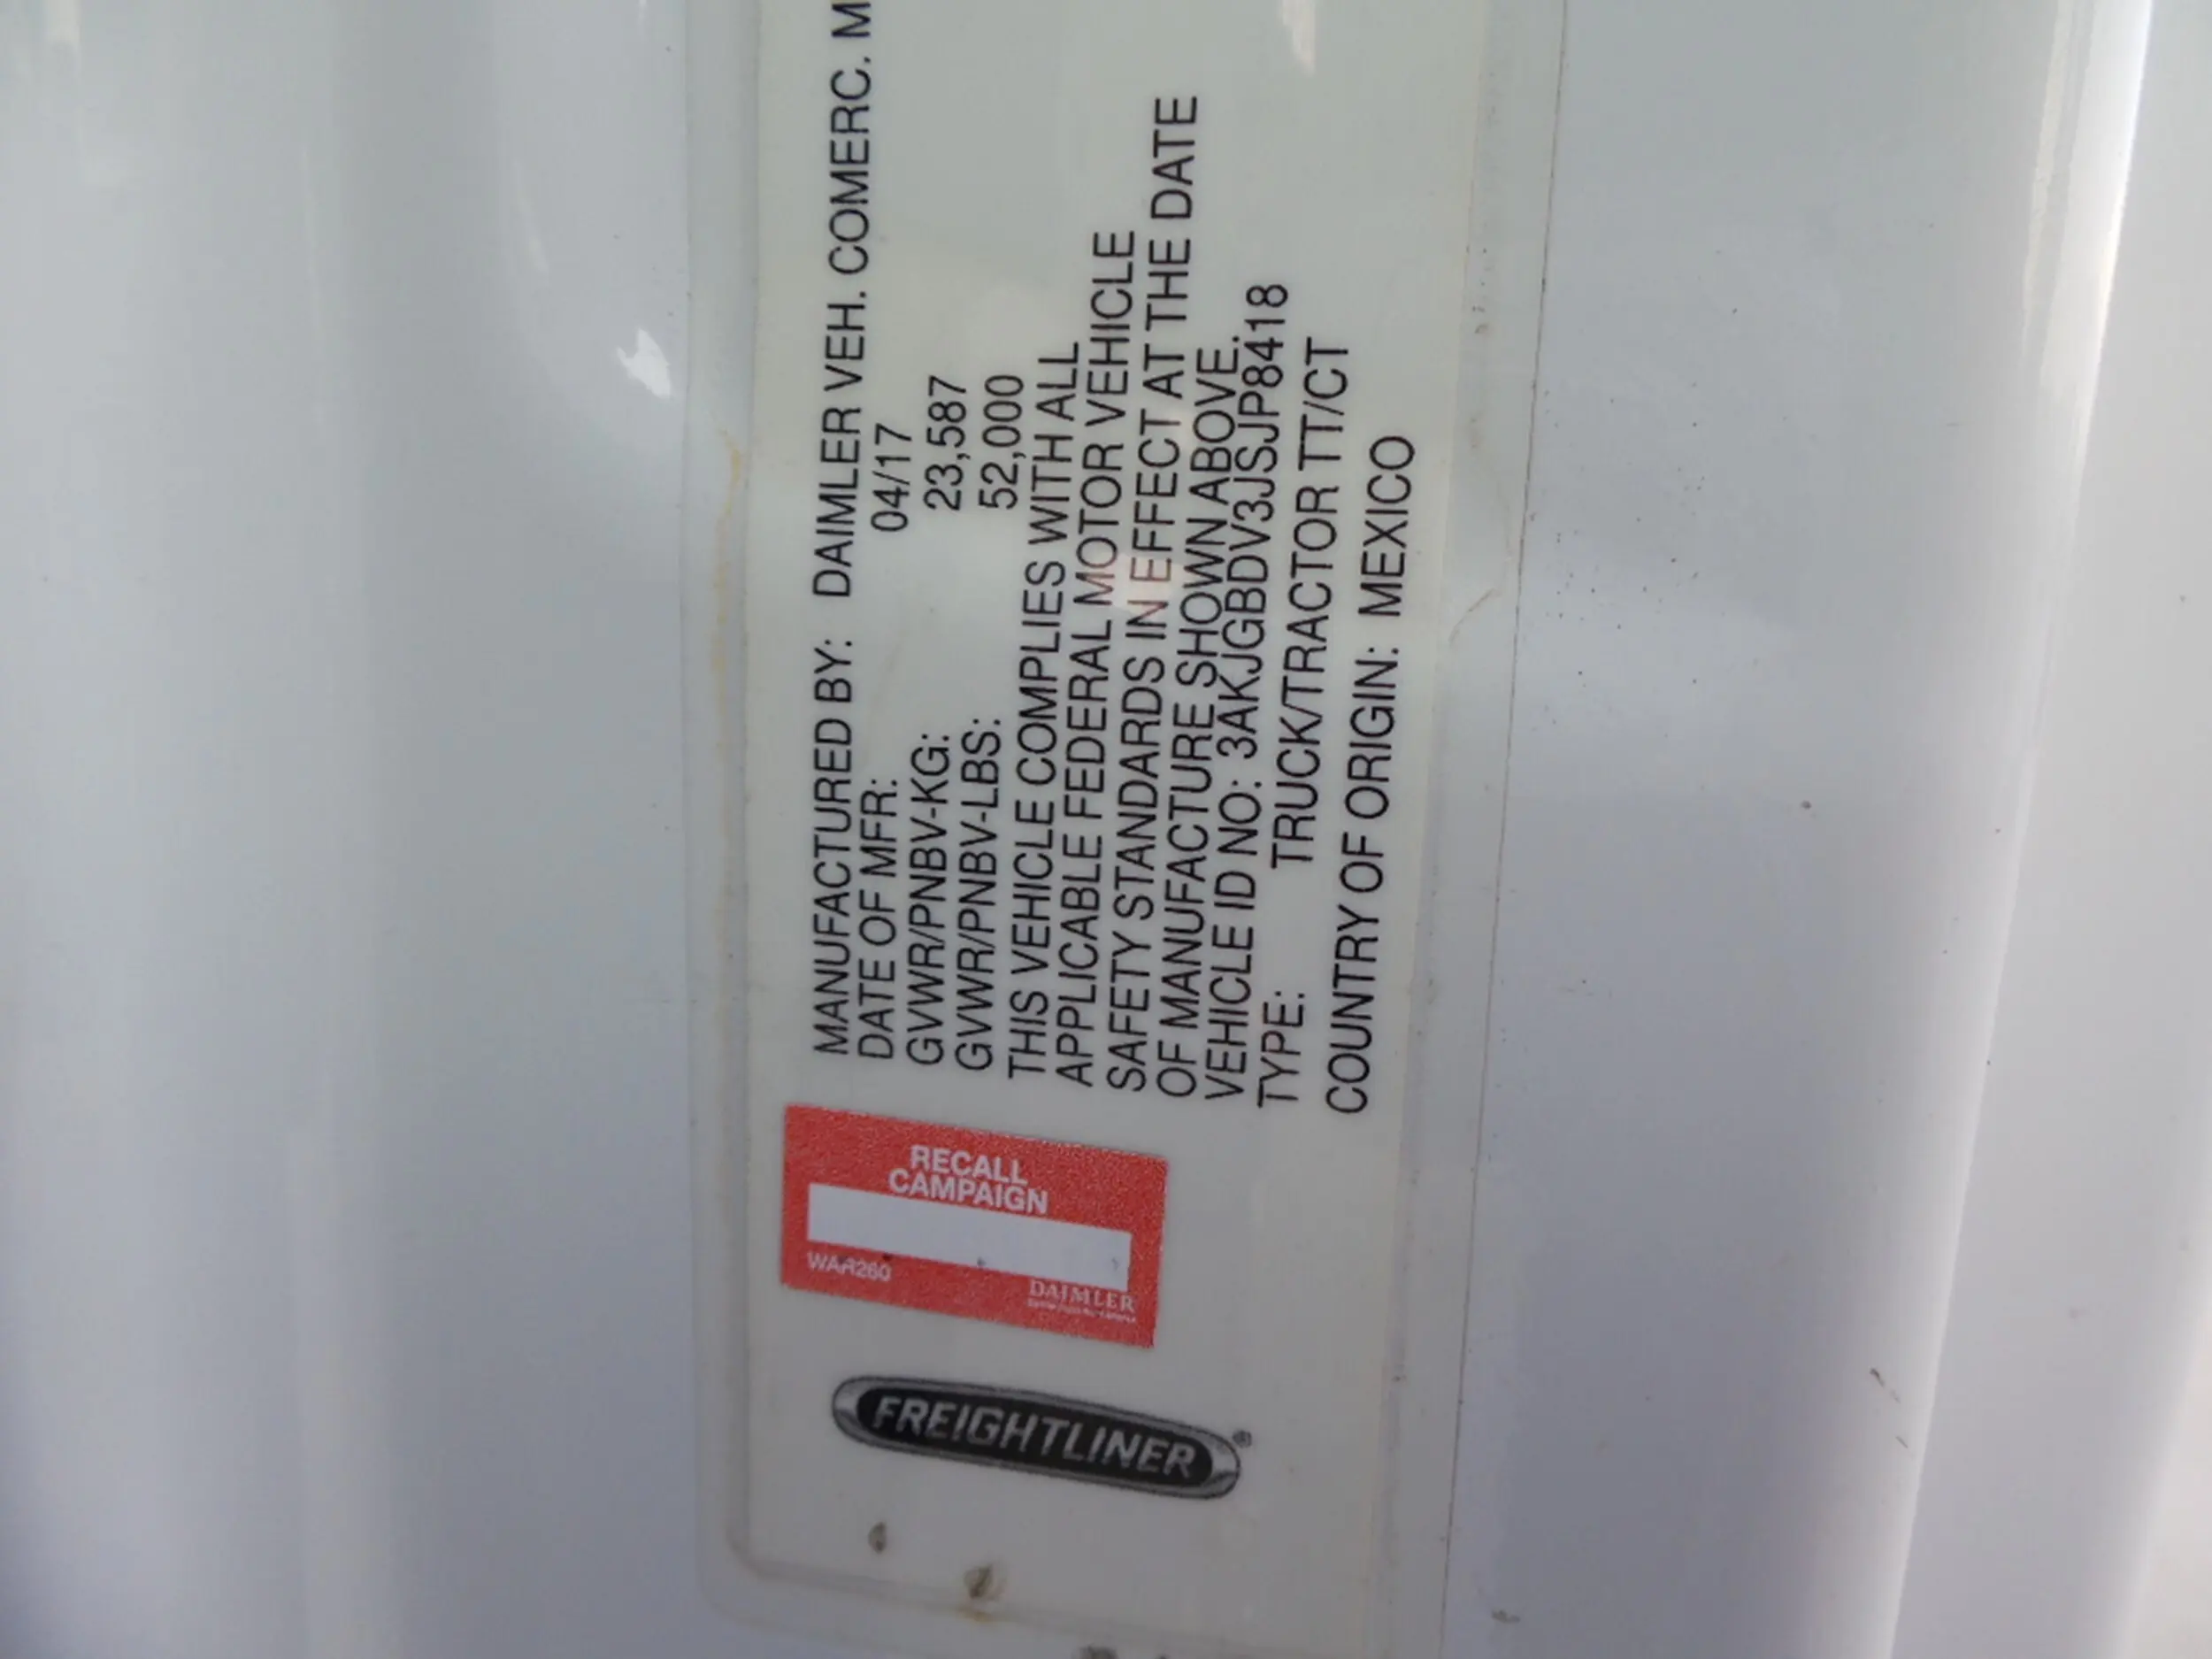 MANUFACTURED BY: DAIMLER VEH. COMERC. M
DATE OF MFR: 04/17
GVWR/PNBV-KG: 23,587
GVWR/PNBV-LBS: 52,000
THIS VEHICLE COMPLIES WITH ALL
APPLICABLE FEDERAL MOTOR VEHICLE
SAFETY STANDARDS IN EFFECT AT THE DATE
OF MANUFACTURE SHOWN ABOVE.
VEHICLE ID NO: 3AKJGBDV3JSJP8418
TYPE: TRUCK/TRACTOR TT/CT
COUNTRY OF ORIGIN: MEXICO
RECALL
CAMPAIGN
WAR260
DAIMLER
FREIGHTLINER®